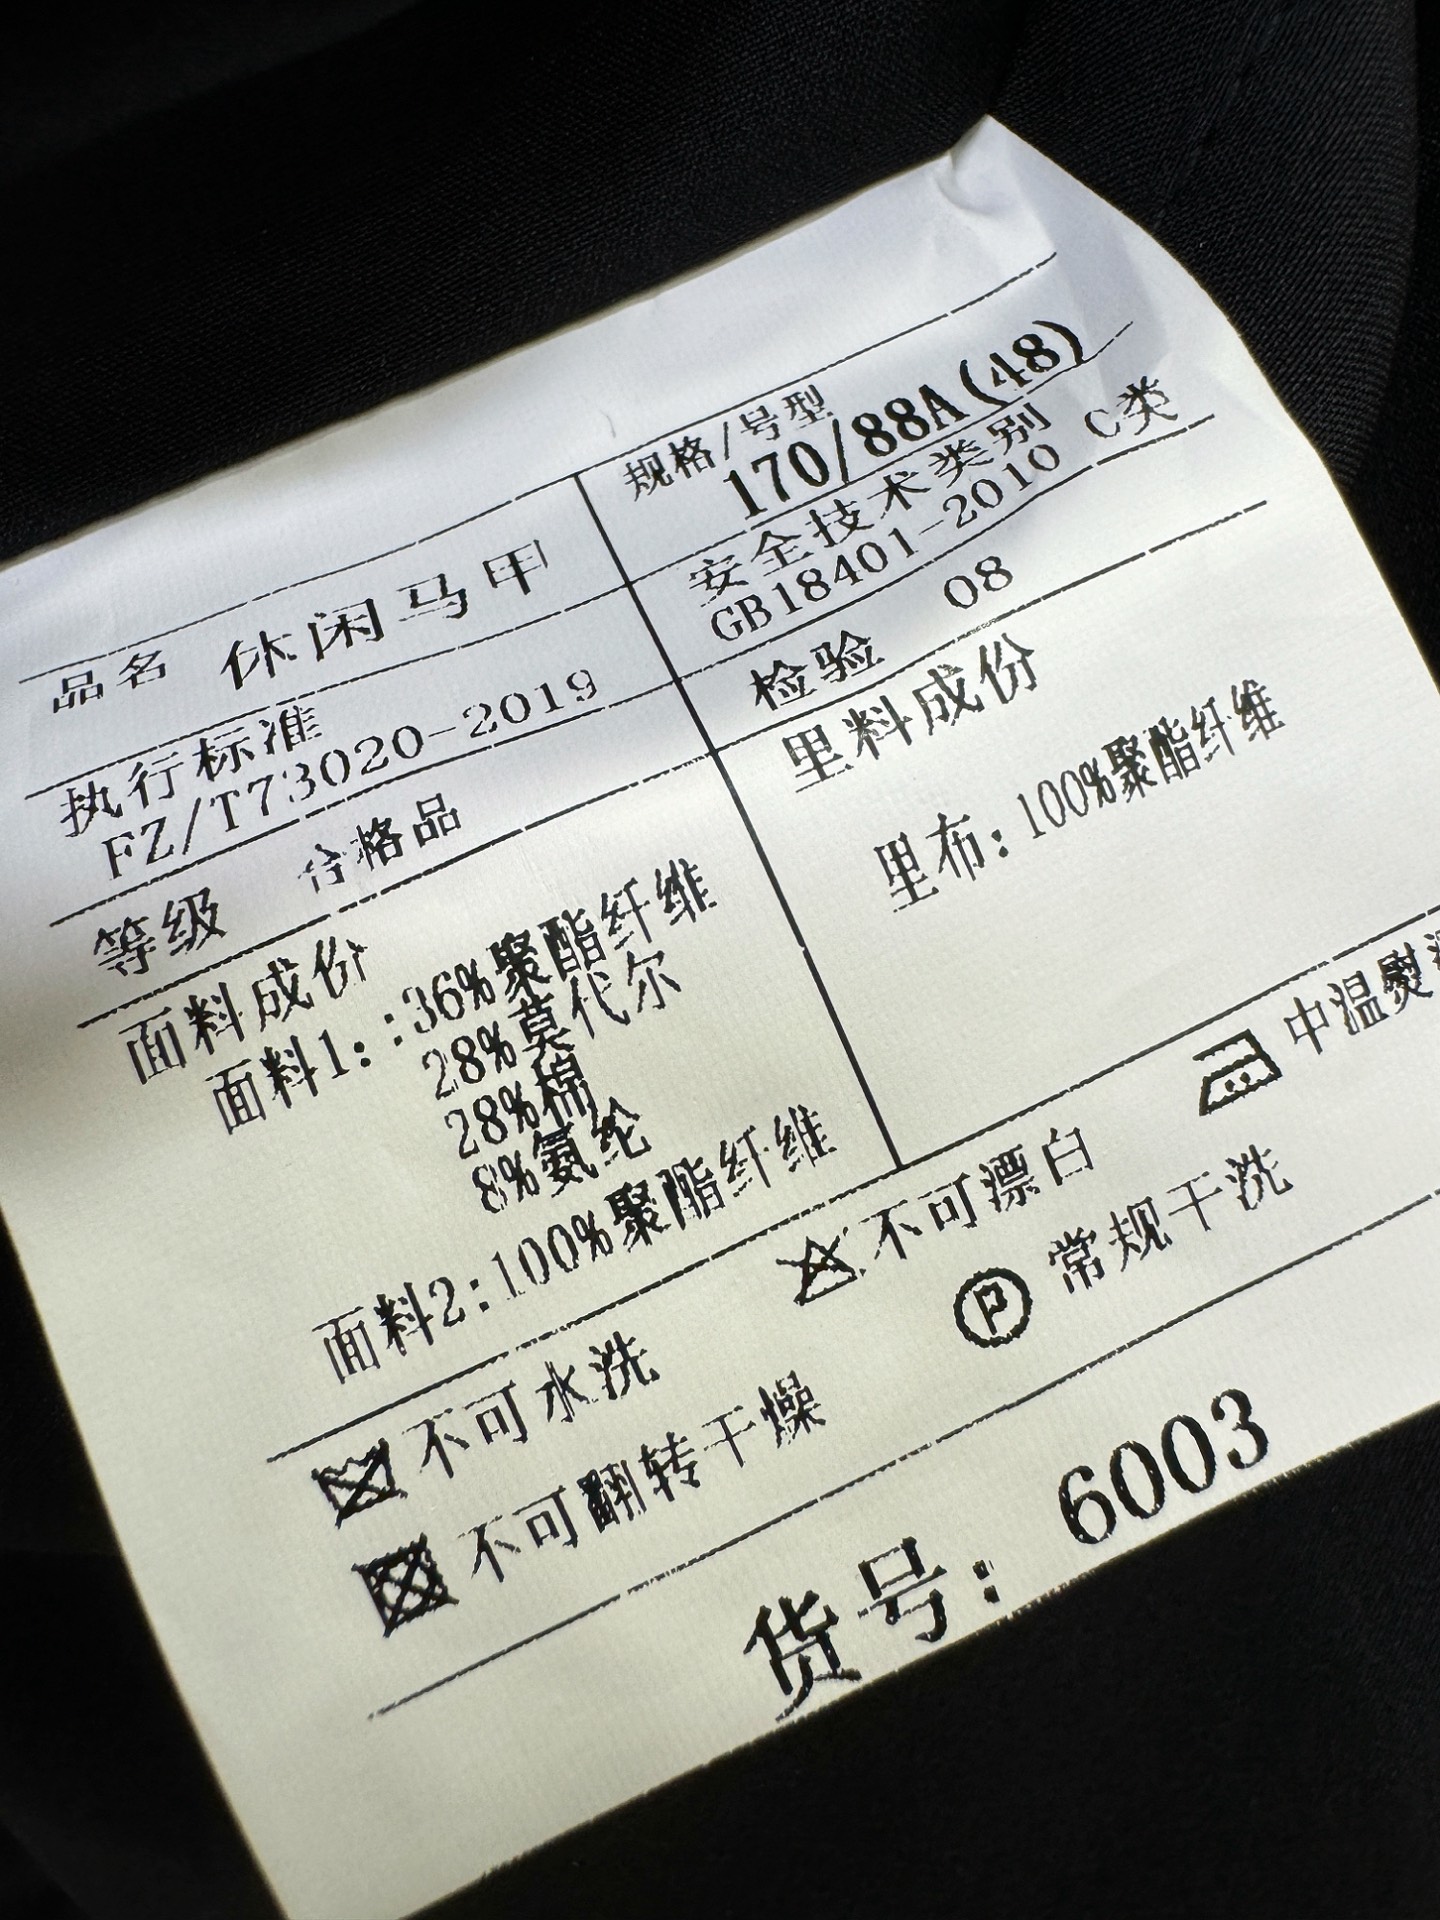 品名 休闲马甲
规格/号型
170/88A(48)
执行标准
FZ/T73020-2019
安全技术类别
GB18401-2010 C类
等级 合格品
检验 08
面料成份
面料1::36%聚酯纤维
28%莫代尔
28%棉
8%氨纶
面料2:100%聚酯纤维
里料成份
里布:100%聚酯纤维
不可水洗
不可漂白
中温熨
不可翻转干燥
P 常规干洗
货号: 6003